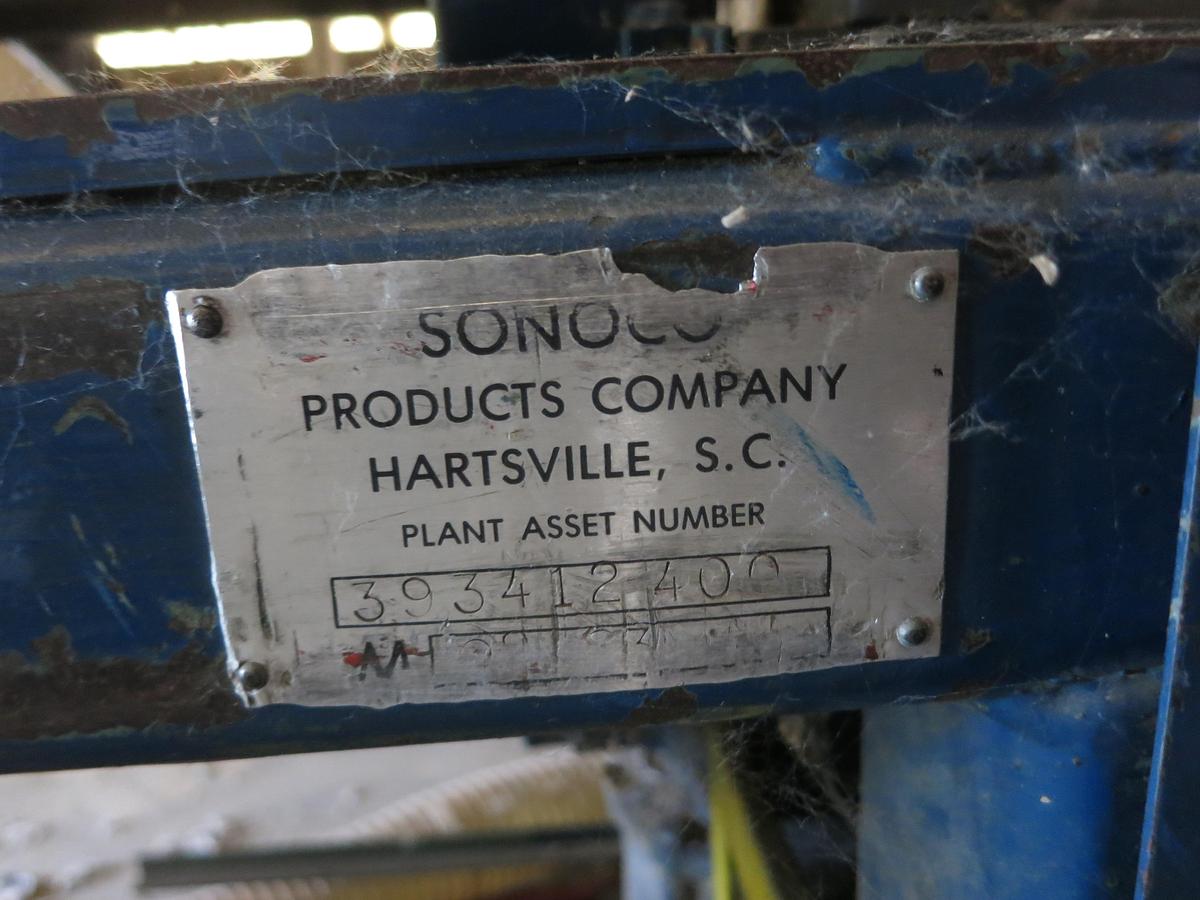 SONOCO
PRODUCTS COMPANY
HARTSVILLE, S.C.
PLANT ASSET NUMBER
393412400
M-